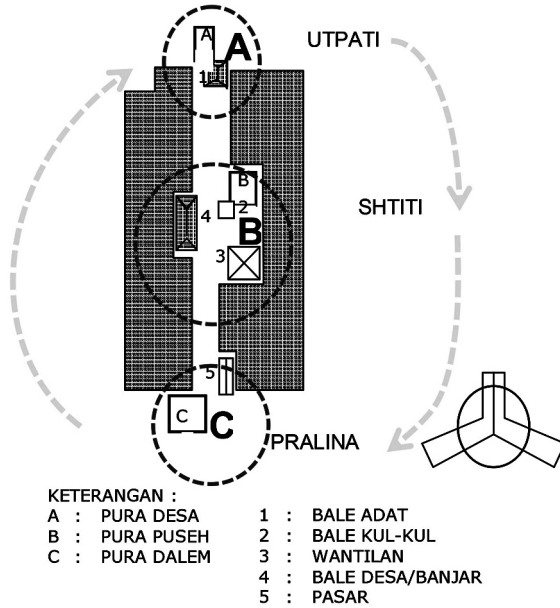 A
A
UTPATI
1
B
2
SHTITI
4
B
3
5
C
C
PRALINA
KETERANGAN :
A : PURA DESA
B : PURA PUSEH
C : PURA DALEM
1 : BALE ADAT
2 : BALE KUL-KUL
3 : WANTILAN
4 : BALE DESA/BANJAR
5 : PASAR